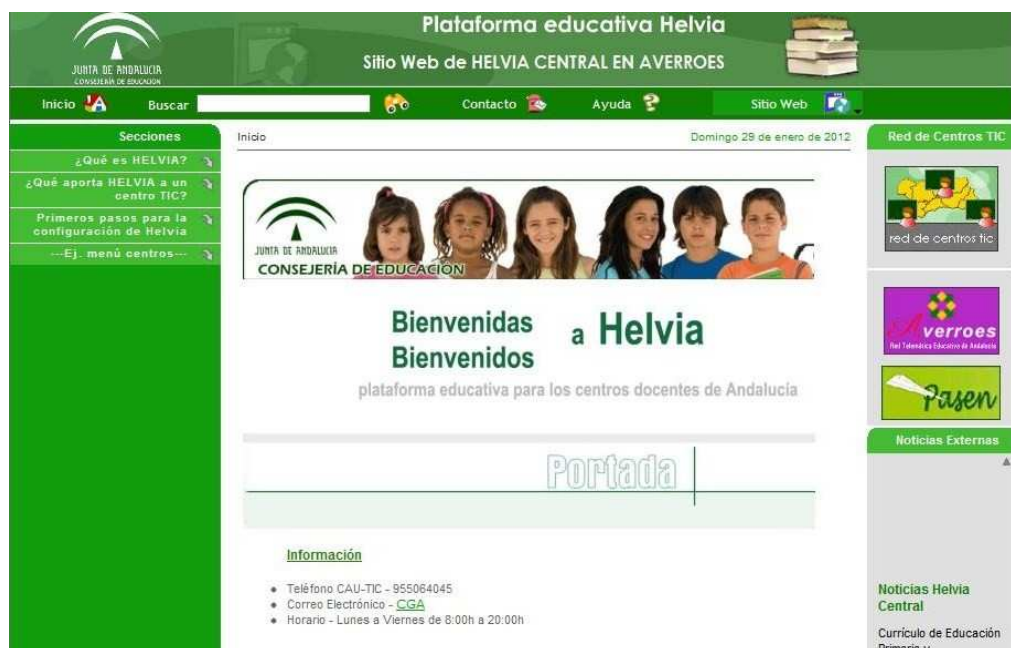 Plataforma educativa Helvia
Sitio Web de HELVIA CENTRAL EN AVERROES
JUNTA DE ANDALUCIA
CONSEJERÍA DE EDUCACIÓN
Inicio
Buscar
Contacto
Ayuda
Sitio Web
Secciones
¿Qué es HELVIA?
¿Qué aporta HELVIA a un
centro TIC?
Primeros pasos para la
configuración de Helvia
---Ej. menú centros---
Inicio
Domingo 29 de enero de 2012
JUNTA DE ANDALUCIA
CONSEJERÍA DE EDUCACIÓN
Bienvenidas
Bienvenidos
a Helvia
plataforma educativa para los centros docentes de Andalucía
Portada
Información
Teléfono CAU-TIC - 955064045
Correo Electrónico - CGA
Horario - Lunes a Viernes de 8:00h a 20:00h
Red de Centros TIC
red de centros tic
Averroes
Red Telemática Educativa de Andalucía
Pasen
Noticias Externas
Noticias Helvia
Central
Currículo de Educación
Primaria y